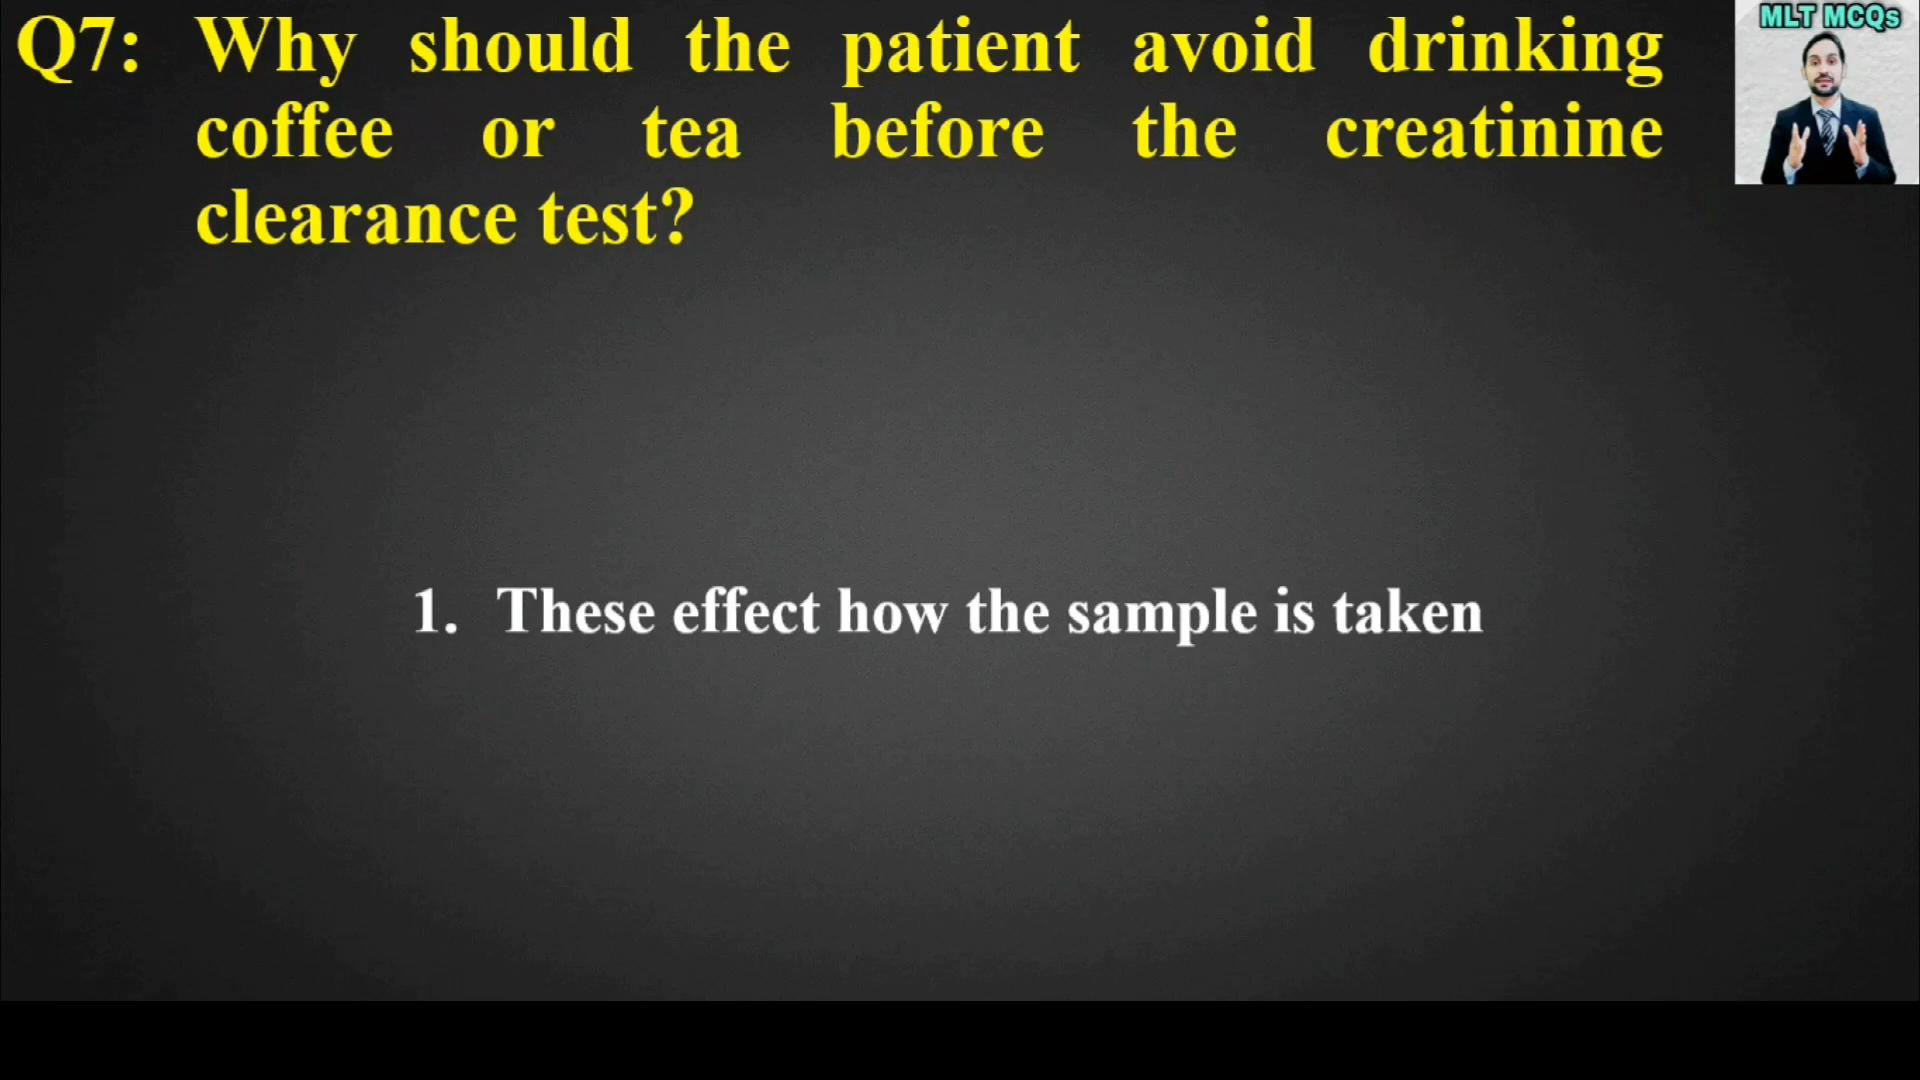 Q7: Why should the patient avoid drinking
coffee or tea before the creatinine
clearance test?
MLT MCQs
1. These effect how the sample is taken